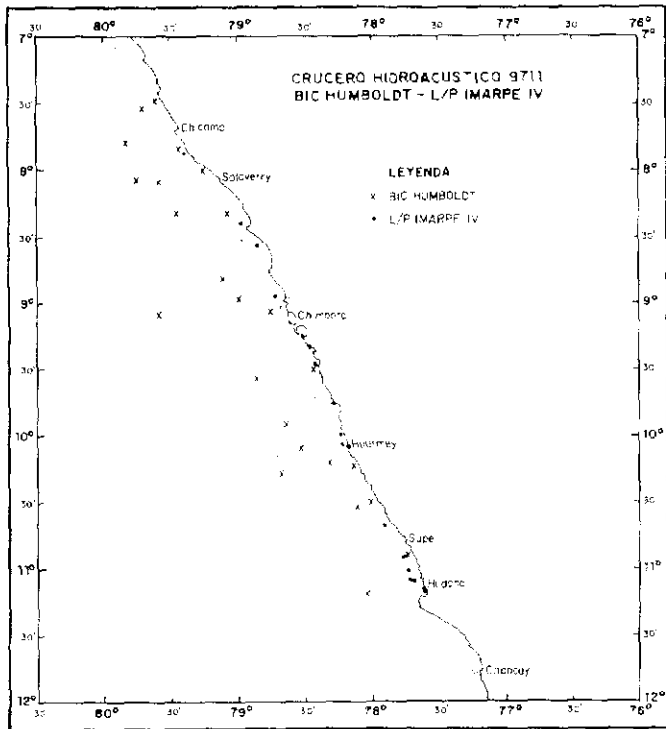 30' 80° 30' 79° 30' 78° 30' 77° 30' 76°
7° 7°
CRUCERO HIDROACUSTICO 9711
BIC HUMBOLDT - L/P IMARPE IV
30' 30'
Chicama
LEYENDA
8° 8°
Salaverry
x BIC HUMBOLDT
• L/P IMARPE IV
30' 30'
9° 9°
Chimbote
30' 30'
10° 10°
Huarmey
30' 30'
Supe
11° 11°
Huacho
30' 30'
Chancay
12° 12°
30' 80° 30' 79° 30' 78° 30' 77° 30' 76°